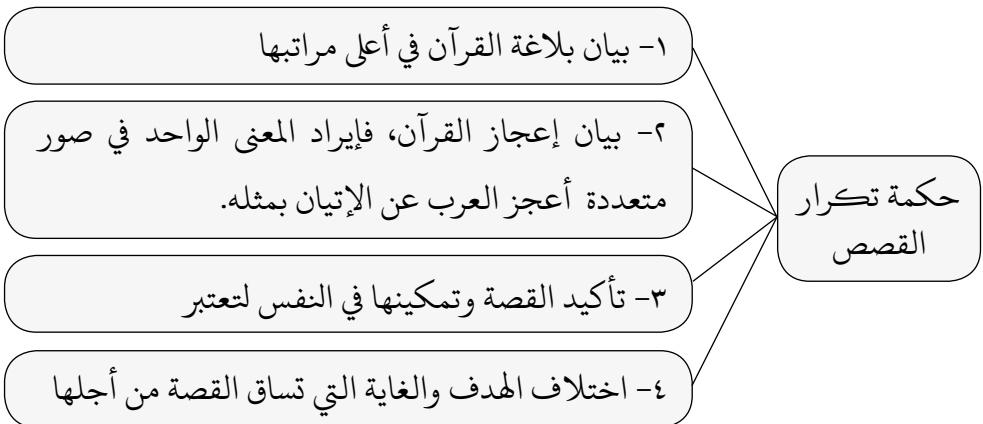 حكمة تكرار
القصص
١- بيان بلاغة القرآن في أعلى مراتبها
٢- بيان إعجاز القرآن، فإيراد المعنى الواحد في صور
متعددة أعجز العرب عن الإتيان بمثله.
٣- تأكيد القصة وتمكينها في النفس لتعتبر
٤- اختلاف الهدف والغاية التي تساق القصة من أجلها